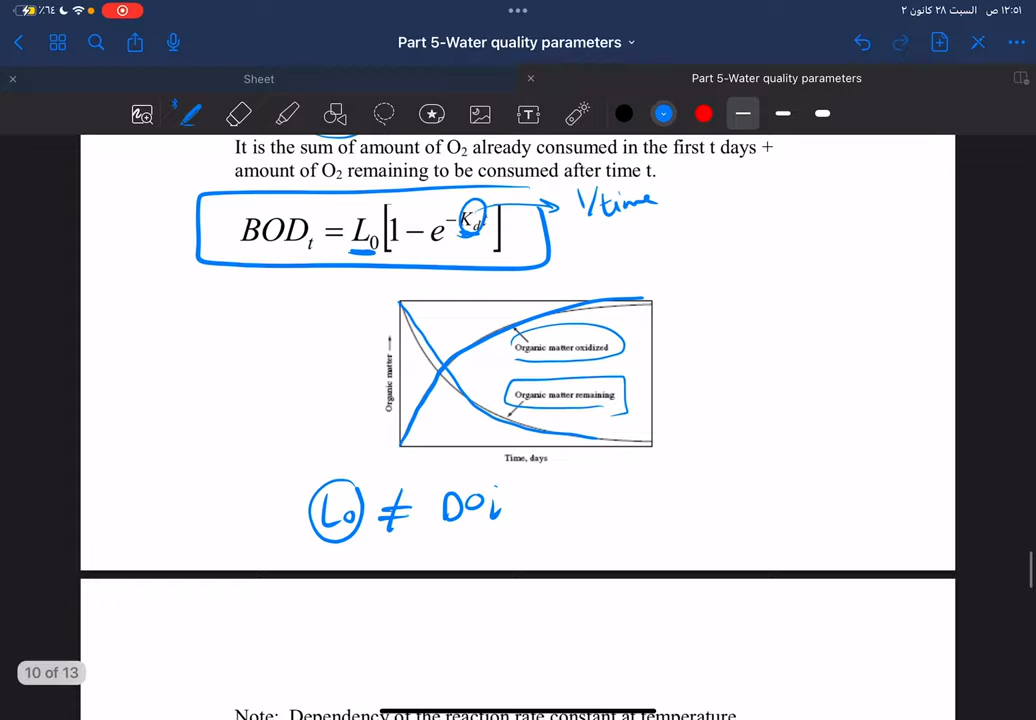 ٪٦٤
١٢:٥١ ص السبت ٢٨ كانون ٢
Part 5-Water quality parameters
Sheet
Part 5-Water quality parameters
It is the sum of amount of O₂ already consumed in the first t days +
amount of O₂ remaining to be consumed after time t.
BODₜ = L₀[1 − e^−K_d t]
1/time
Organic matter
Organic matter oxidized
Organic matter remaining
Time, days
L₀ ≠ DOi
10 of 13
Note: Dependency of the reaction rate constant at temperature